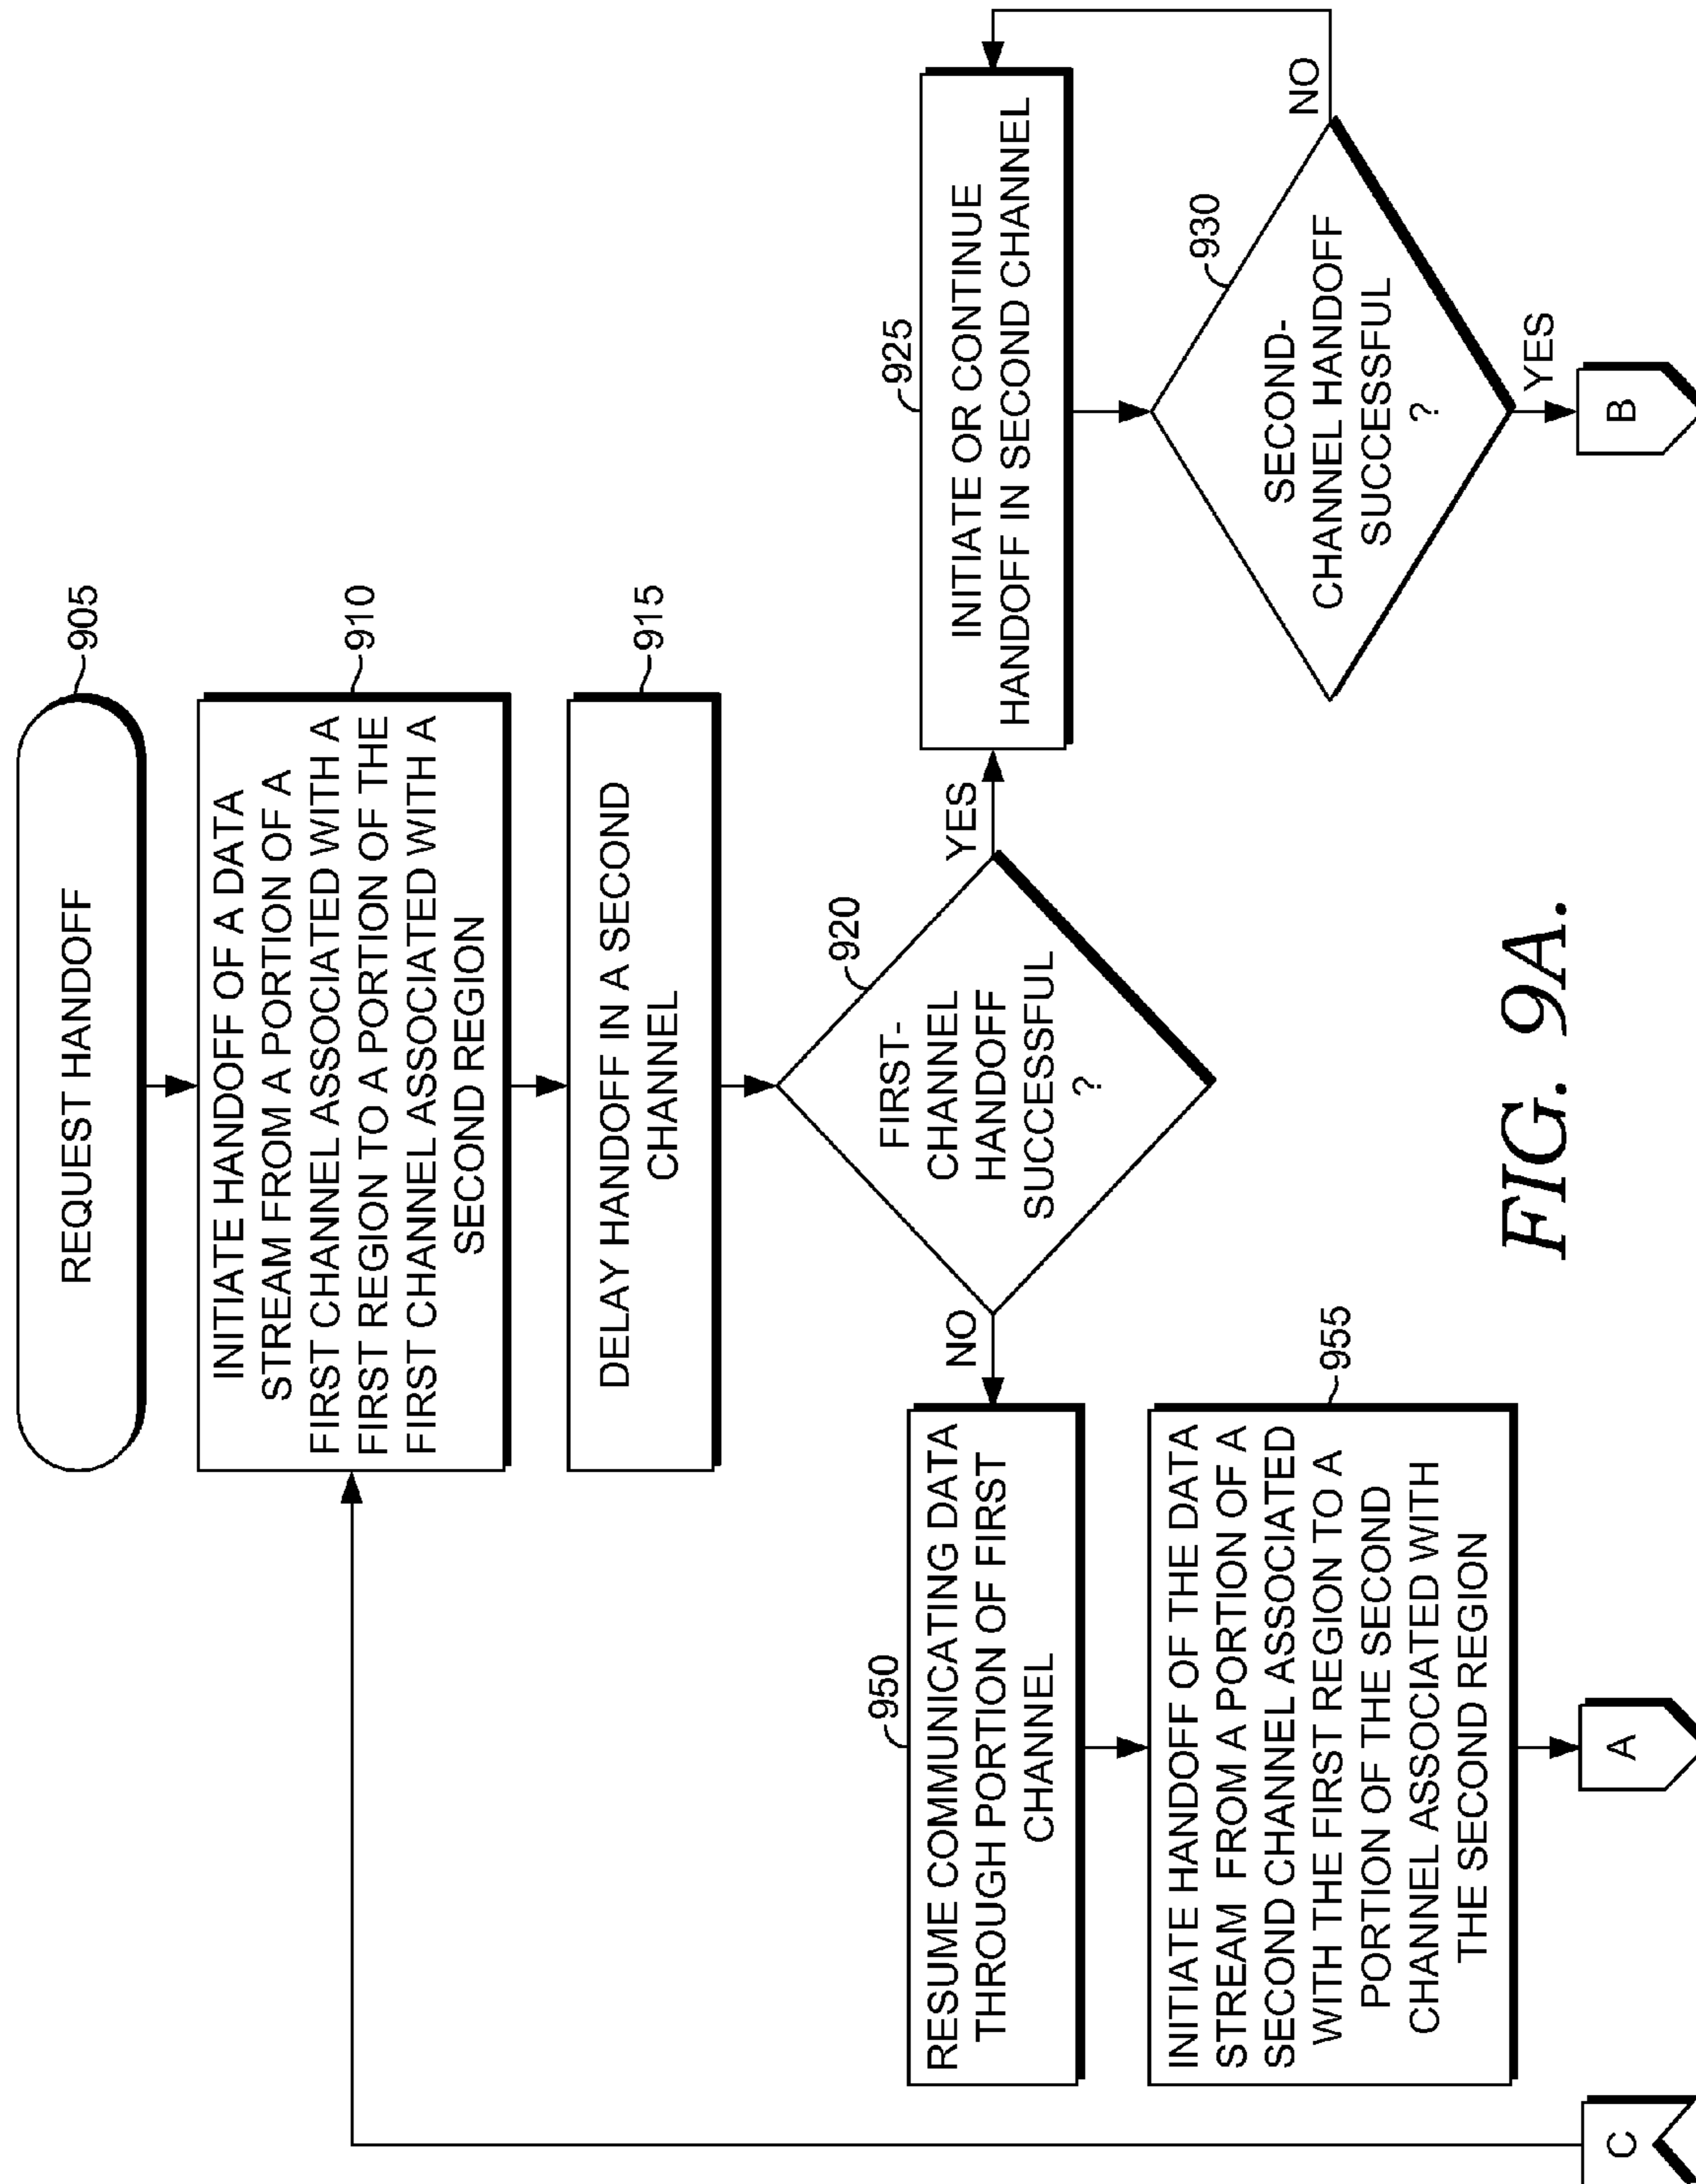 REQUEST HANDOFF
905
INITIATE HANDOFF OF A DATA
STREAM FROM A PORTION OF A
FIRST CHANNEL ASSOCIATED WITH A
FIRST REGION TO A PORTION OF THE
FIRST CHANNEL ASSOCIATED WITH A
SECOND REGION
910
DELAY HANDOFF IN A SECOND
CHANNEL
915
920
FIRST-
CHANNEL
HANDOFF
SUCCESSFUL
?
NO
YES
950
RESUME COMMUNICATING DATA
THROUGH PORTION OF FIRST
CHANNEL
955
INITIATE HANDOFF OF THE DATA
STREAM FROM A PORTION OF A
SECOND CHANNEL ASSOCIATED
WITH THE FIRST REGION TO A
PORTION OF THE SECOND
CHANNEL ASSOCIATED WITH
THE SECOND REGION
925
INITIATE OR CONTINUE
HANDOFF IN SECOND CHANNEL
930
SECOND-
CHANNEL HANDOFF
SUCCESSFUL
?
NO
YES
C
A
B
FIG. 9A.